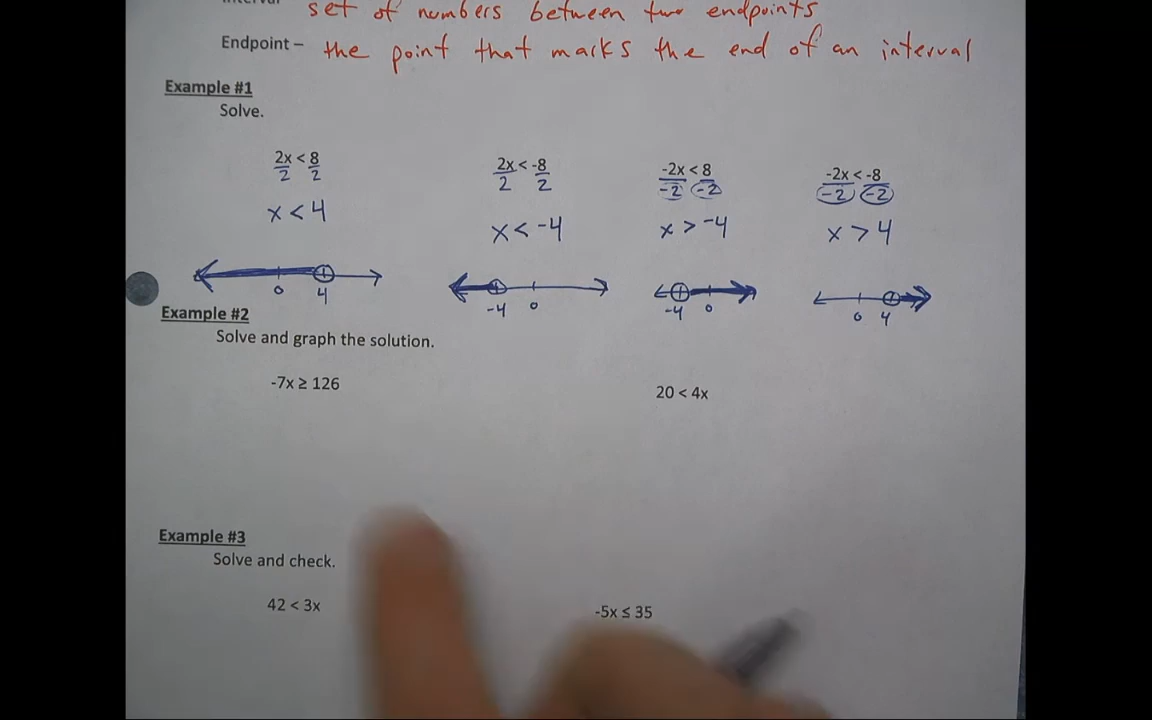 set of numbers between two endpoints
Endpoint – the point that marks the end of an interval
Example #1
Solve.
2x < 8 2x < -8 -2x < 8 -2x < -8
2 2 2 2 -2 -2 -2 -2
x < 4 x < -4 x > -4 x > 4
0 4 -4 0 -4 0 0 4
Example #2
Solve and graph the solution.
-7x ≥ 126 20 < 4x
Example #3
Solve and check.
42 < 3x -5x ≤ 35